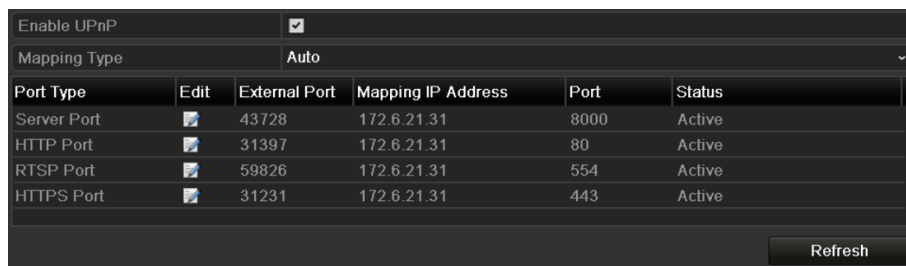 Enable UPnP
Mapping Type Auto
Port Type Edit External Port Mapping IP Address Port Status
Server Port 43728 172.6.21.31 8000 Active
HTTP Port 31397 172.6.21.31 80 Active
RTSP Port 59826 172.6.21.31 554 Active
HTTPS Port 31231 172.6.21.31 443 Active
Refresh